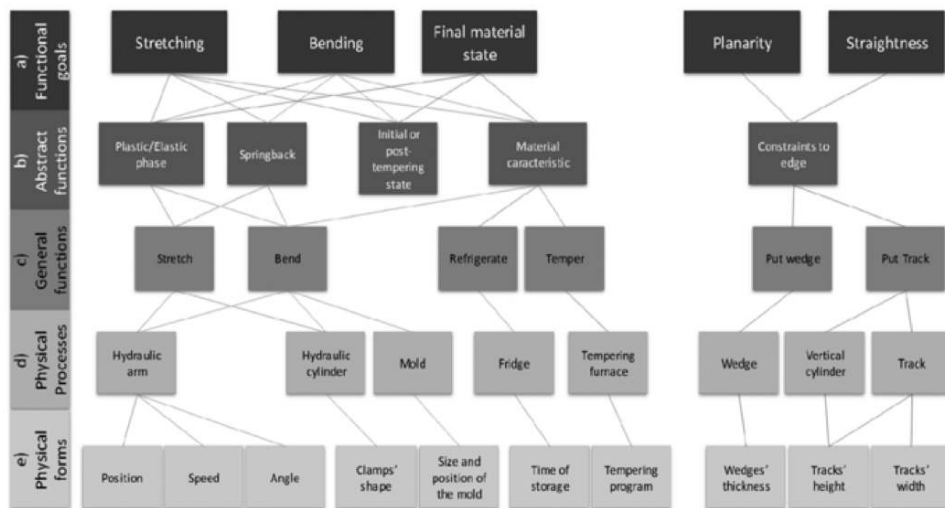 a)
Functional
goals
Stretching
Bending
Final material
state
Planarity
Straightness
b)
Abstract
functions
Plastic/Elastic
phase
Springback
Initial or
post-
tempering
state
Material
caracteristic
Constraints to
edge
c)
General
functions
Stretch
Bend
Refrigerate
Temper
Put wedge
Put Track
d)
Physical
Processes
Hydraulic
arm
Hydraulic
cylinder
Mold
Fridge
Tempering
furnace
Wedge
Vertical
cylinder
Track
e)
Physical
forms
Position
Speed
Angle
Clamps'
shape
Size and
position of
the mold
Time of
storage
Tempering
program
Wedges'
thickness
Tracks'
height
Tracks'
width